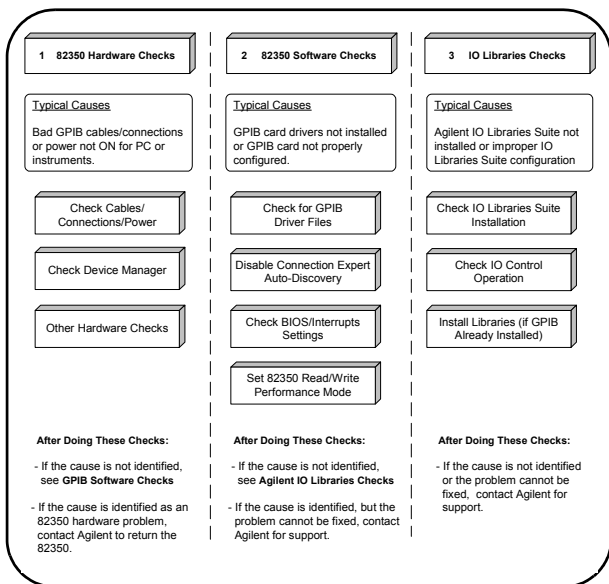 1 82350 Hardware Checks
Typical Causes
Bad GPIB cables/connections
or power not ON for PC or
instruments.
Check Cables/
Connections/Power
Check Device Manager
Other Hardware Checks
After Doing These Checks:
- If the cause is not identified,
see GPIB Software Checks
- If the cause is identified as an
82350 hardware problem,
contact Agilent to return the
82350.
2 82350 Software Checks
Typical Causes
GPIB card drivers not installed
or GPIB card not properly
configured.
Check for GPIB
Driver Files
Disable Connection Expert
Auto-Discovery
Check BIOS/Interrupts
Settings
Set 82350 Read/Write
Performance Mode
After Doing These Checks:
- If the cause is not identified,
see Agilent IO Libraries Checks
- If the cause is identified, but the
problem cannot be fixed, contact
Agilent for support.
3 IO Libraries Checks
Typical Causes
Agilent IO Libraries Suite not
installed or improper IO
Libraries Suite configuration
Check IO Libraries Suite
Installation
Check IO Control
Operation
Install Libraries (if GPIB
Already Installed)
After Doing These Checks:
- If the cause is not identified
or the problem cannot be
fixed, contact Agilent for
support.